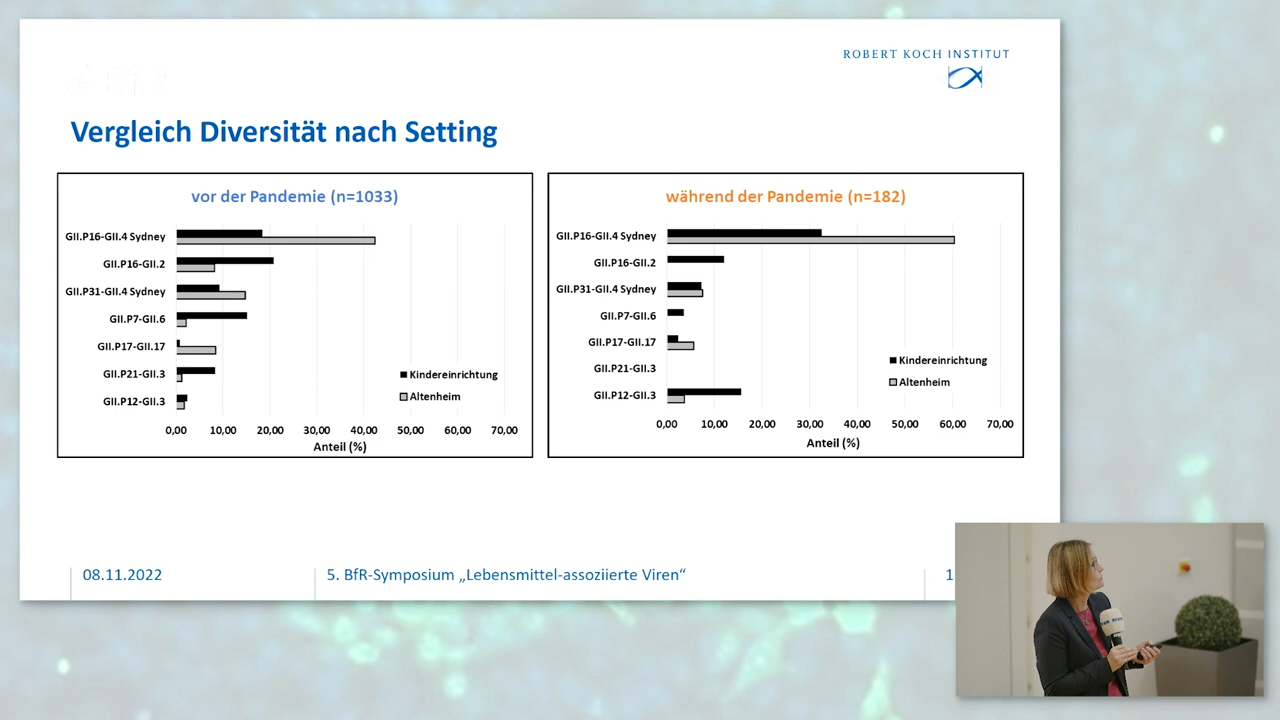 ROBERT KOCH INSTITUT
Vergleich Diversität nach Setting
vor der Pandemie (n=1033)
GII.P16-GII.4 Sydney
GII.P16-GII.2
GII.P31-GII.4 Sydney
GII.P7-GII.6
GII.P17-GII.17
GII.P21-GII.3
GII.P12-GII.3
Kindereinrichtung
Altenheim
0,00 10,00 20,00 30,00 40,00 50,00 60,00 70,00
Anteil (%)
während der Pandemie (n=182)
GII.P16-GII.4 Sydney
GII.P16-GII.2
GII.P31-GII.4 Sydney
GII.P7-GII.6
GII.P17-GII.17
GII.P21-GII.3
GII.P12-GII.3
Kindereinrichtung
Altenheim
0,00 10,00 20,00 30,00 40,00 50,00 60,00 70,00
Anteil (%)
08.11.2022
5. BfR-Symposium „Lebensmittel-assoziierte Viren“